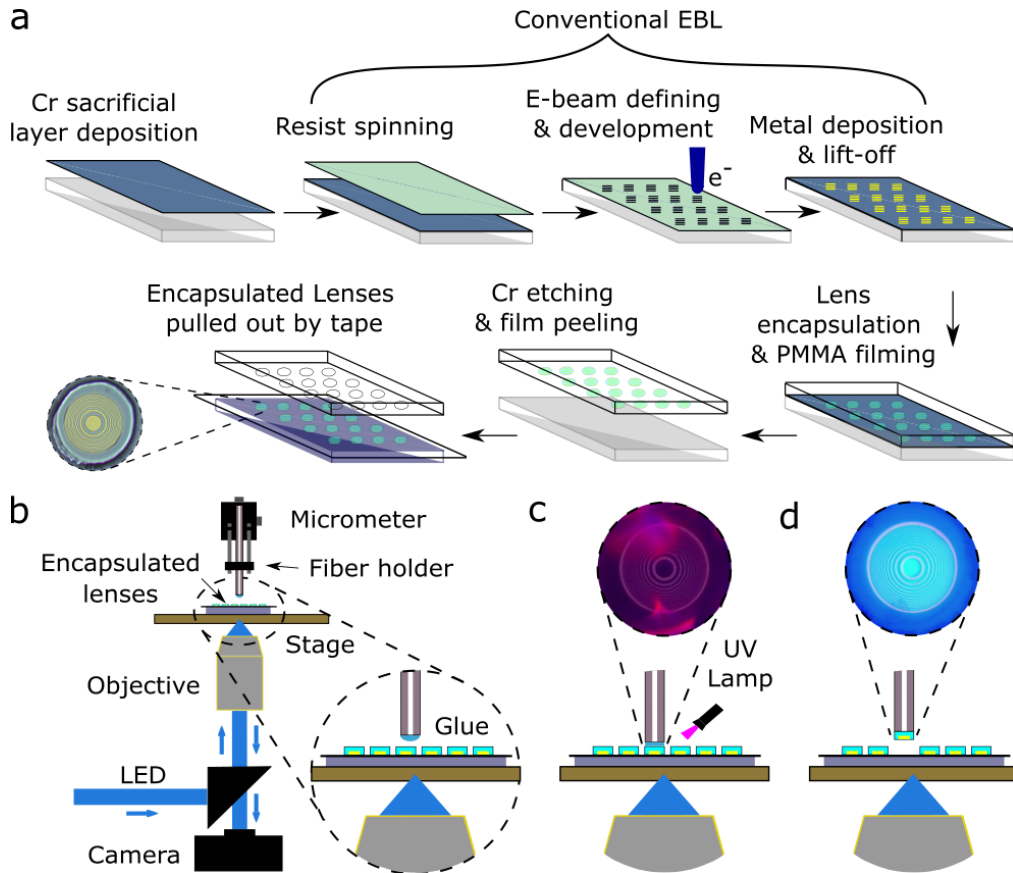 a
Conventional EBL
Cr sacrificial
layer deposition
Resist spinning
E-beam defining
& development
Metal deposition
& lift-off
e-
Encapsulated Lenses
pulled out by tape
Cr etching
& film peeling
Lens
encapsulation
& PMMA filming
b
Micrometer
Encapsulated
lenses
Fiber holder
Stage
Objective
Glue
LED
Camera
c
UV
Lamp
d